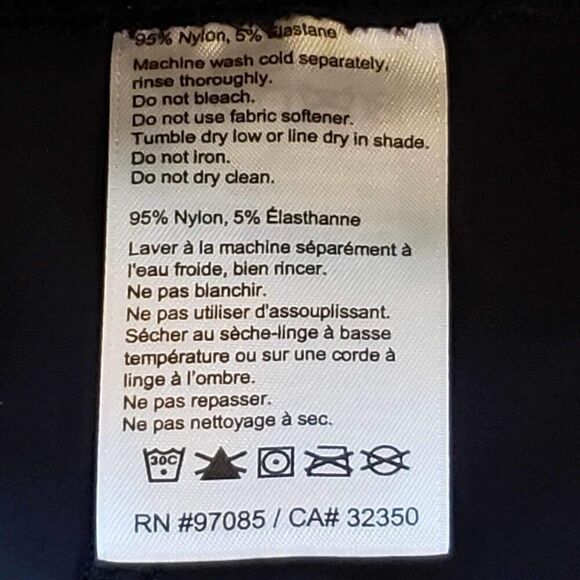 95% Nylon, 5% Elastane
Machine wash cold separately,
rinse thoroughly.
Do not bleach.
Do not use fabric softener.
Tumble dry low or line dry in shade.
Do not iron.
Do not dry clean.
95% Nylon, 5% Élasthanne
Laver à la machine séparément à
l'eau froide, bien rincer.
Ne pas blanchir.
Ne pas utiliser d'assouplissant.
Sécher au sèche-linge à basse
température ou sur une corde à
linge à l'ombre.
Ne pas repasser.
Ne pas nettoyage à sec.
30C
RN #97085 / CA# 32350